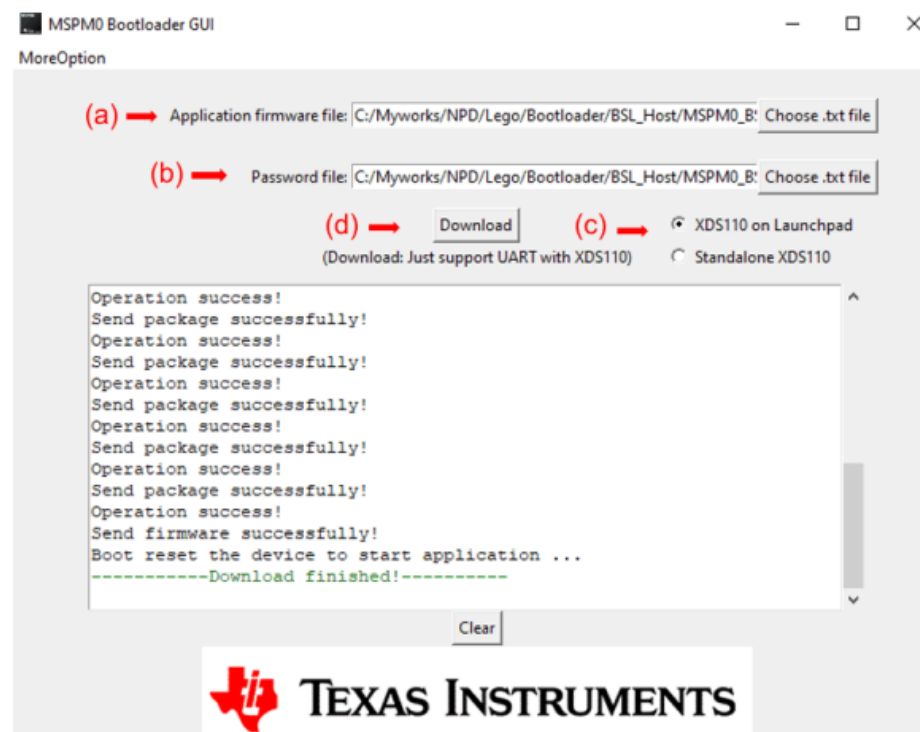 MSPM0 Bootloader GUI
MoreOption
(a) Application firmware file: C:/Myworks/NPD/Lego/Bootloader/BSL_Host/MSPM0_BS Choose .txt file
(b) Password file: C:/Myworks/NPD/Lego/Bootloader/BSL_Host/MSPM0_BS Choose .txt file
(d) Download (c) XDS110 on Launchpad
(Download: Just support UART with XDS110) Standalone XDS110
Operation success!
Send package successfully!
Operation success!
Send package successfully!
Operation success!
Send package successfully!
Operation success!
Send package successfully!
Operation success!
Send package successfully!
Operation success!
Send firmware successfully!
Boot reset the device to start application ...
-----------Download finished!----------
Clear
TEXAS INSTRUMENTS